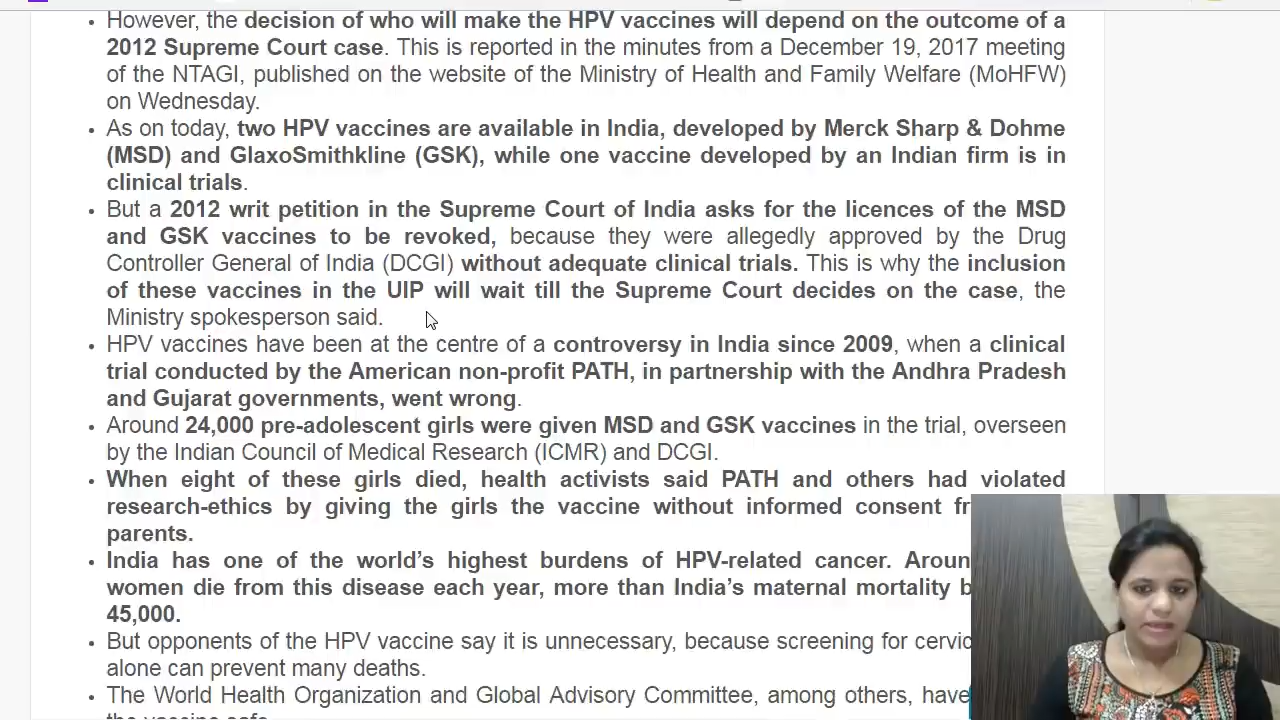 However, the decision of who will make the HPV vaccines will depend on the outcome of a
2012 Supreme Court case. This is reported in the minutes from a December 19, 2017 meeting
of the NTAGI, published on the website of the Ministry of Health and Family Welfare (MoHFW)
on Wednesday.
• As on today, two HPV vaccines are available in India, developed by Merck Sharp & Dohme
(MSD) and GlaxoSmithkline (GSK), while one vaccine developed by an Indian firm is in
clinical trials.
• But a 2012 writ petition in the Supreme Court of India asks for the licences of the MSD
and GSK vaccines to be revoked, because they were allegedly approved by the Drug
Controller General of India (DCGI) without adequate clinical trials. This is why the inclusion
of these vaccines in the UIP will wait till the Supreme Court decides on the case, the
Ministry spokesperson said.
• HPV vaccines have been at the centre of a controversy in India since 2009, when a clinical
trial conducted by the American non-profit PATH, in partnership with the Andhra Pradesh
and Gujarat governments, went wrong.
• Around 24,000 pre-adolescent girls were given MSD and GSK vaccines in the trial, overseen
by the Indian Council of Medical Research (ICMR) and DCGI.
• When eight of these girls died, health activists said PATH and others had violated
research-ethics by giving the girls the vaccine without informed consent
parents.
• India has one of the world's highest burdens of HPV-related cancer.
women die from this disease each year, more than India's maternal mortality
45,000.
• But opponents of the HPV vaccine say it is unnecessary, because screening for
alone can prevent many deaths.
• The World Health Organization and Global Advisory Committee, among others, have